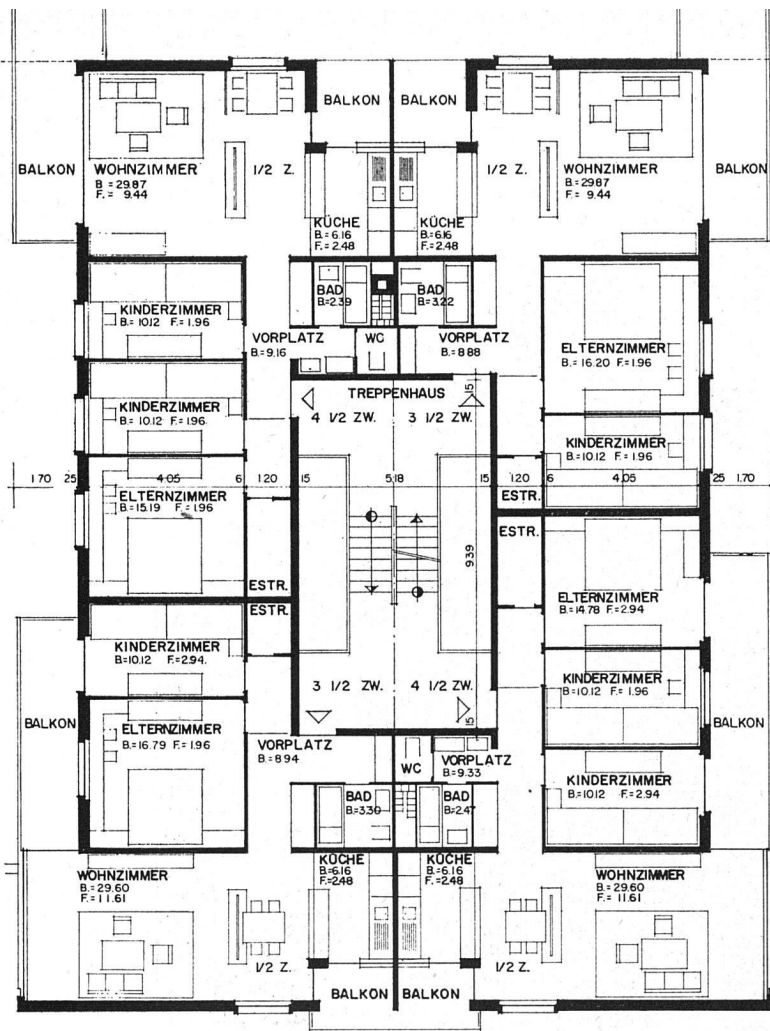 BALKON BALKON
BALKON
WOHNZIMMER
B = 29.87
F. = 9.44
1/2 Z.
1/2 Z.
WOHNZIMMER
B. = 29.87
F. = 9.44
BALKON
KÜCHE
B. = 6.16
F. = 2.48
KÜCHE
B. = 6.16
F. = 2.48
BAD
B. = 2.39
BAD
B. = 3.22
KINDERZIMMER
B. = 10.12 F. = 1.96
VORPLATZ
B. = 9.16
WC
VORPLATZ
B. = 8.88
ELTERNZIMMER
B. = 16.20 F. = 1.96
KINDERZIMMER
B. = 10.12 F. = 1.96
TREPPENHAUS
4 1/2 ZW. 3 1/2 ZW.
15
KINDERZIMMER
B. = 10.12 F. = 1.96
1.70 25 4.05 6 1.20 15 5.18 15 1.20 6 4.05 25 1.70
ELTERNZIMMER
B. = 15.19 F. = 1.96
ESTR.
ESTR.
9.39
ESTR.
ESTR.
ELTERNZIMMER
B. = 14.78 F. = 2.94
KINDERZIMMER
B. = 10.12 F. = 2.94.
3 1/2 ZW. 4 1/2 ZW.
KINDERZIMMER
B. = 10.12 F. = 1.96
BALKON
ELTERNZIMMER
B. = 16.79 F. = 1.96
15
BALKON
VORPLATZ
B. = 8.94
WC
VORPLATZ
B. = 9.33
KINDERZIMMER
B. = 10.12 F. = 2.94
BAD
B. = 3.30
BAD
B. = 2.47
KÜCHE
B. = 6.16
F. = 2.48
KÜCHE
B. = 6.16
F. = 2.48
WOHNZIMMER
B. = 29.60
F. = 11.61
WOHNZIMMER
B. = 29.60
F. = 11.61
1/2 Z.
1/2 Z.
BALKON BALKON